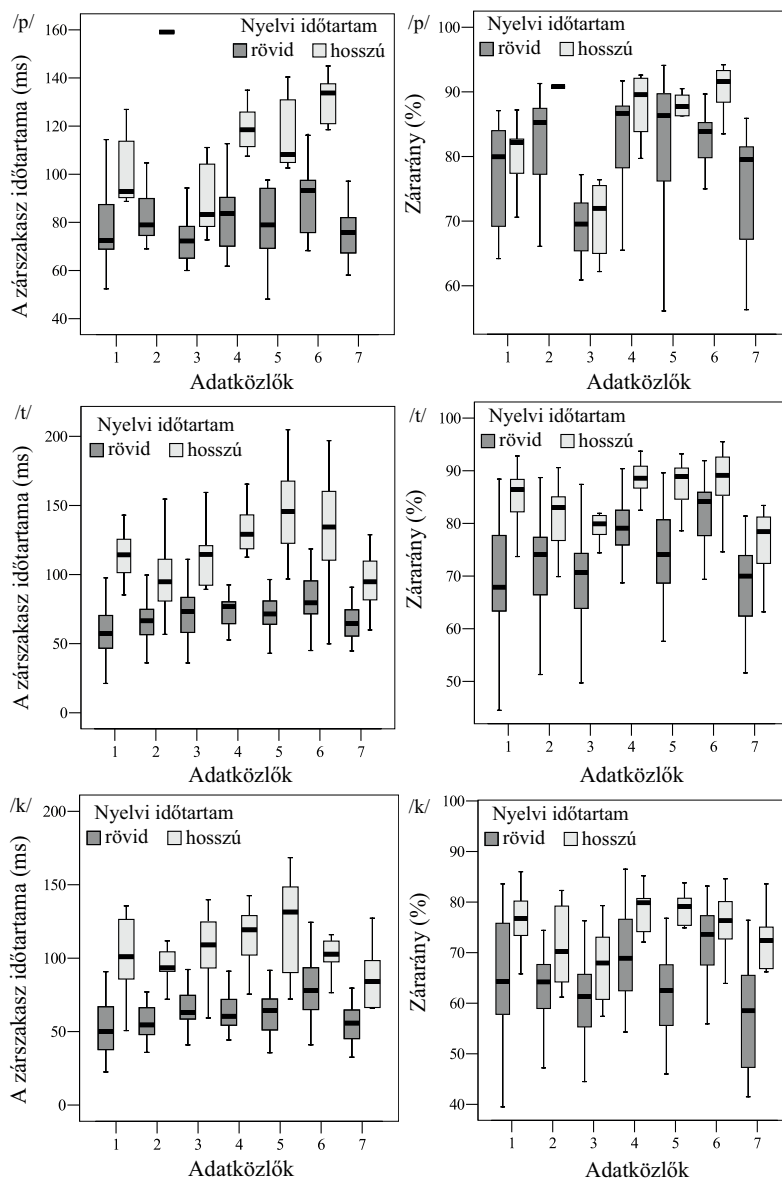 /p/
A zárszakasz időtartama (ms)
160
140
120
100
80
60
40
Nyelvi időtartam
rövid
hosszú
1 2 3 4 5 6 7
Adatközlők
/p/
Zárarány (%)
100
90
80
70
60
Nyelvi időtartam
rövid
hosszú
1 2 3 4 5 6 7
Adatközlők
/t/
A zárszakasz időtartama (ms)
200
150
100
50
0
Nyelvi időtartam
rövid hosszú
1 2 3 4 5 6 7
Adatközlők
/t/
Zárarány (%)
100
90
80
70
60
50
Nyelvi időtartam
rövid hosszú
1 2 3 4 5 6 7
Adatközlők
/k/
A zárszakasz időtartama (ms)
200
150
100
50
0
Nyelvi időtartam
rövid hosszú
1 2 3 4 5 6 7
Adatközlők
/k/
Zárarány (%)
100
90
80
70
60
50
40
Nyelvi időtartam
rövid hosszú
1 2 3 4 5 6 7
Adatközlők